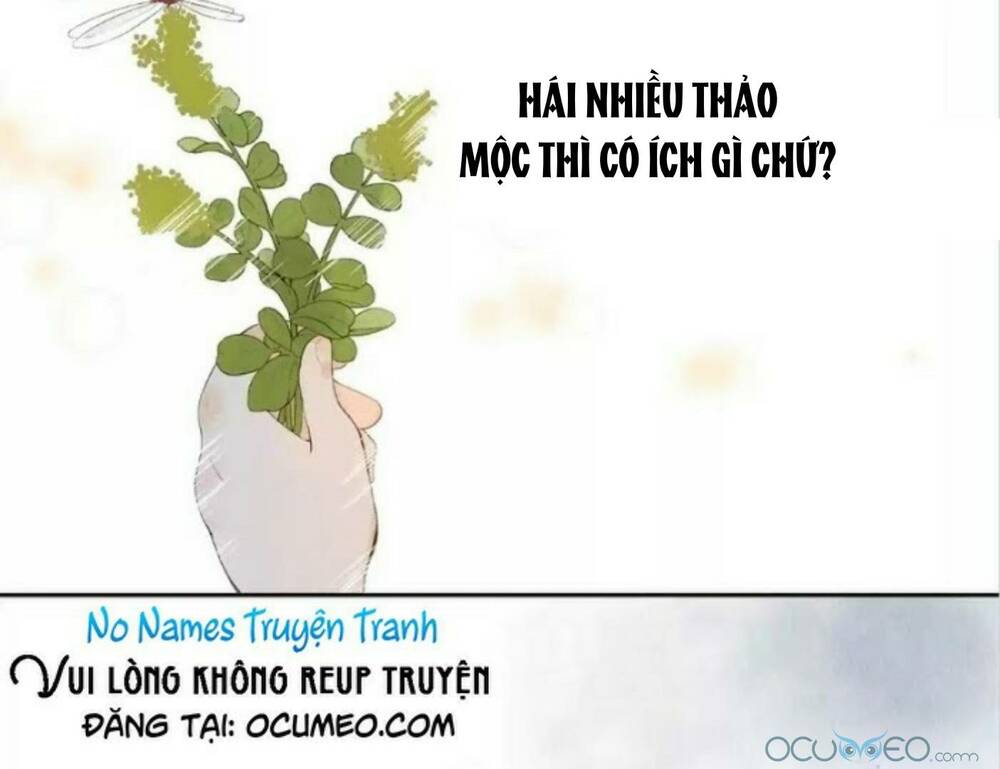 HÁI NHIỀU THẢO
MỘC THÌ CÓ ÍCH GÌ CHỨ?
No Names Truyện Tranh
VUI LÒNG KHÔNG REUP TRUYỆN
ĐĂNG TẠI: OCUMEO.COM
OCUMEO.comm